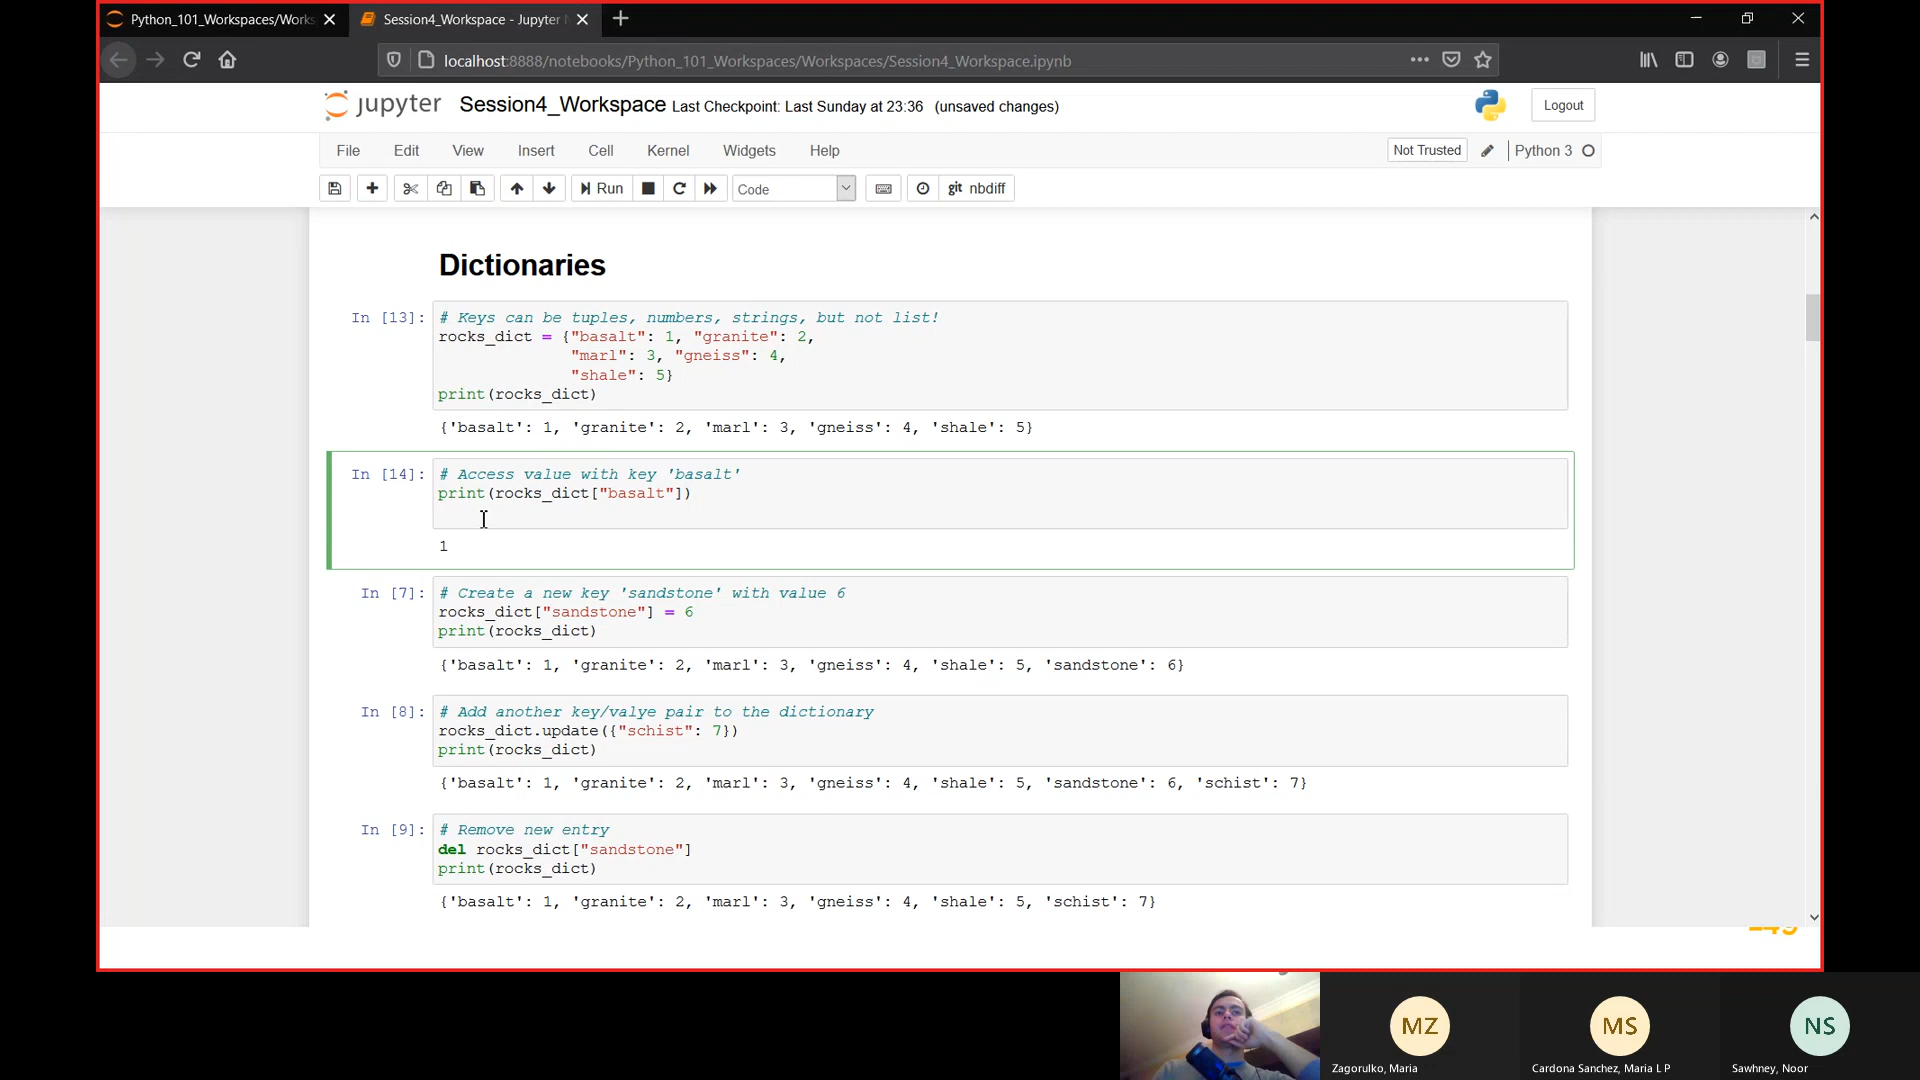 Python_101_Workspaces/Works
Session4_Workspace - Jupyter N
localhost:8888/notebooks/Python_101_Workspaces/Workspaces/Session4_Workspace.ipynb
jupyter
Session4_Workspace Last Checkpoint: Last Sunday at 23:36 (unsaved changes)
Logout
File Edit View Insert Cell Kernel Widgets Help
Not Trusted
Python 3
Run
Code
git nbdiff
Dictionaries
In [13]:
# Keys can be tuples, numbers, strings, but not list!
rocks_dict = {"basalt": 1, "granite": 2,
"marl": 3, "gneiss": 4,
"shale": 5}
print(rocks_dict)
{'basalt': 1, 'granite': 2, 'marl': 3, 'gneiss': 4, 'shale': 5}
In [14]:
# Access value with key 'basalt'
print(rocks_dict["basalt"])
1
In [7]:
# Create a new key 'sandstone' with value 6
rocks_dict["sandstone"] = 6
print(rocks_dict)
{'basalt': 1, 'granite': 2, 'marl': 3, 'gneiss': 4, 'shale': 5, 'sandstone': 6}
In [8]:
# Add another key/valye pair to the dictionary
rocks_dict.update({"schist": 7})
print(rocks_dict)
{'basalt': 1, 'granite': 2, 'marl': 3, 'gneiss': 4, 'shale': 5, 'sandstone': 6, 'schist': 7}
In [9]:
# Remove new entry
del rocks_dict["sandstone"]
print(rocks_dict)
{'basalt': 1, 'granite': 2, 'marl': 3, 'gneiss': 4, 'shale': 5, 'schist': 7}
MZ
Zagorulko, Maria
MS
Cardona Sanchez, Maria L P
NS
Sawhney, Noor